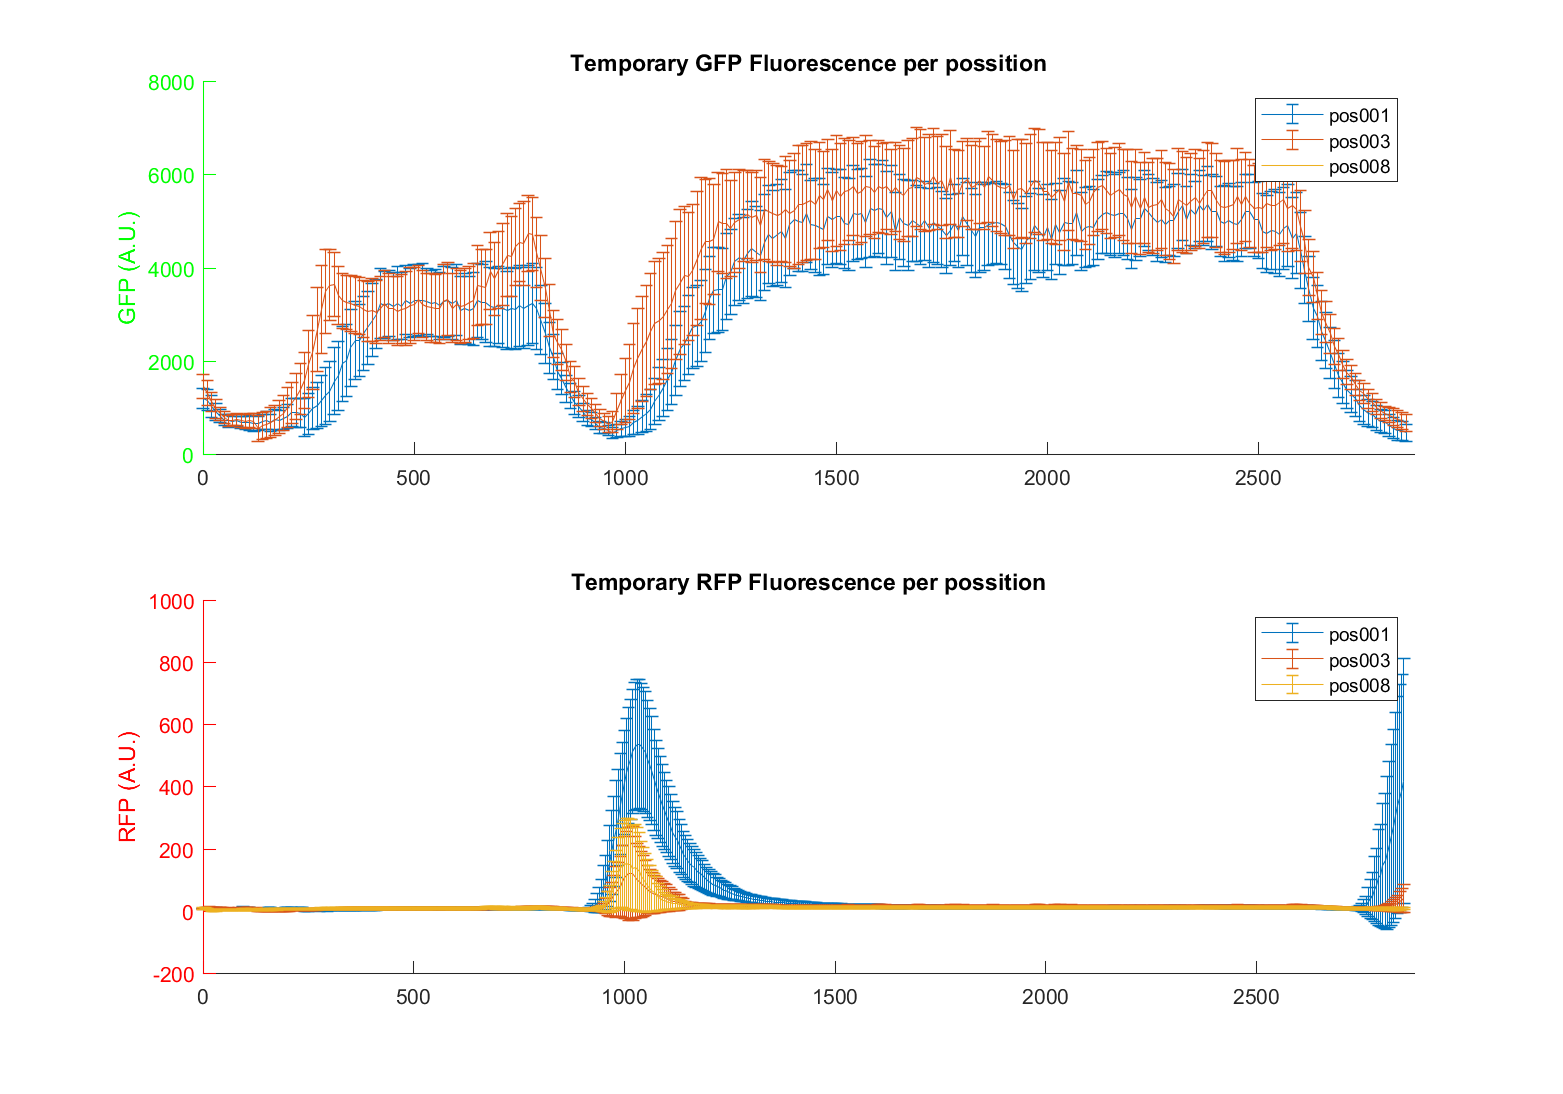 Temporary GFP Fluorescence per possition
GFP (A.U.)
8000
6000
4000
2000
0
0 500 1000 1500 2000 2500
pos001
pos003
pos008
Temporary RFP Fluorescence per possition
RFP (A.U.)
1000
800
600
400
200
0
-200
0 500 1000 1500 2000 2500
pos001
pos003
pos008